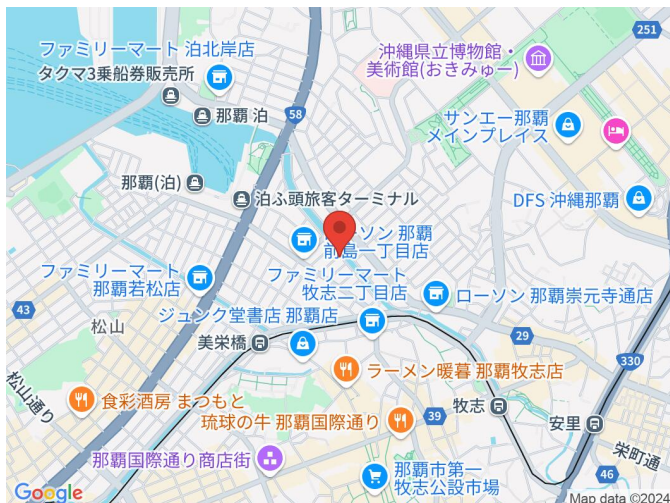 ファミリーマート 泊北岸店
タクマ3乗船券販売所
那覇 泊
58
沖縄県立博物館・
美術館(おきみゅー)
251
サンエー那覇
メインプレイス
那覇(泊)
泊ふ頭旅客ターミナル
DFS 沖縄那覇
ローソン 那覇
前島一丁目店
ファミリーマート
那覇若松店
ファミリーマート
牧志二丁目店
ローソン 那覇崇元寺通店
43
松山
ジュンク堂書店 那覇店
29
美栄橋
330
松山通り
ラーメン暖暮 那覇牧志店
食彩酒房 まつもと
琉球の牛 那覇国際通り
39
牧志
安里
栄町通
那覇国際通り商店街
那覇市第一
牧志公設市場
46
Google
Map data ©2024